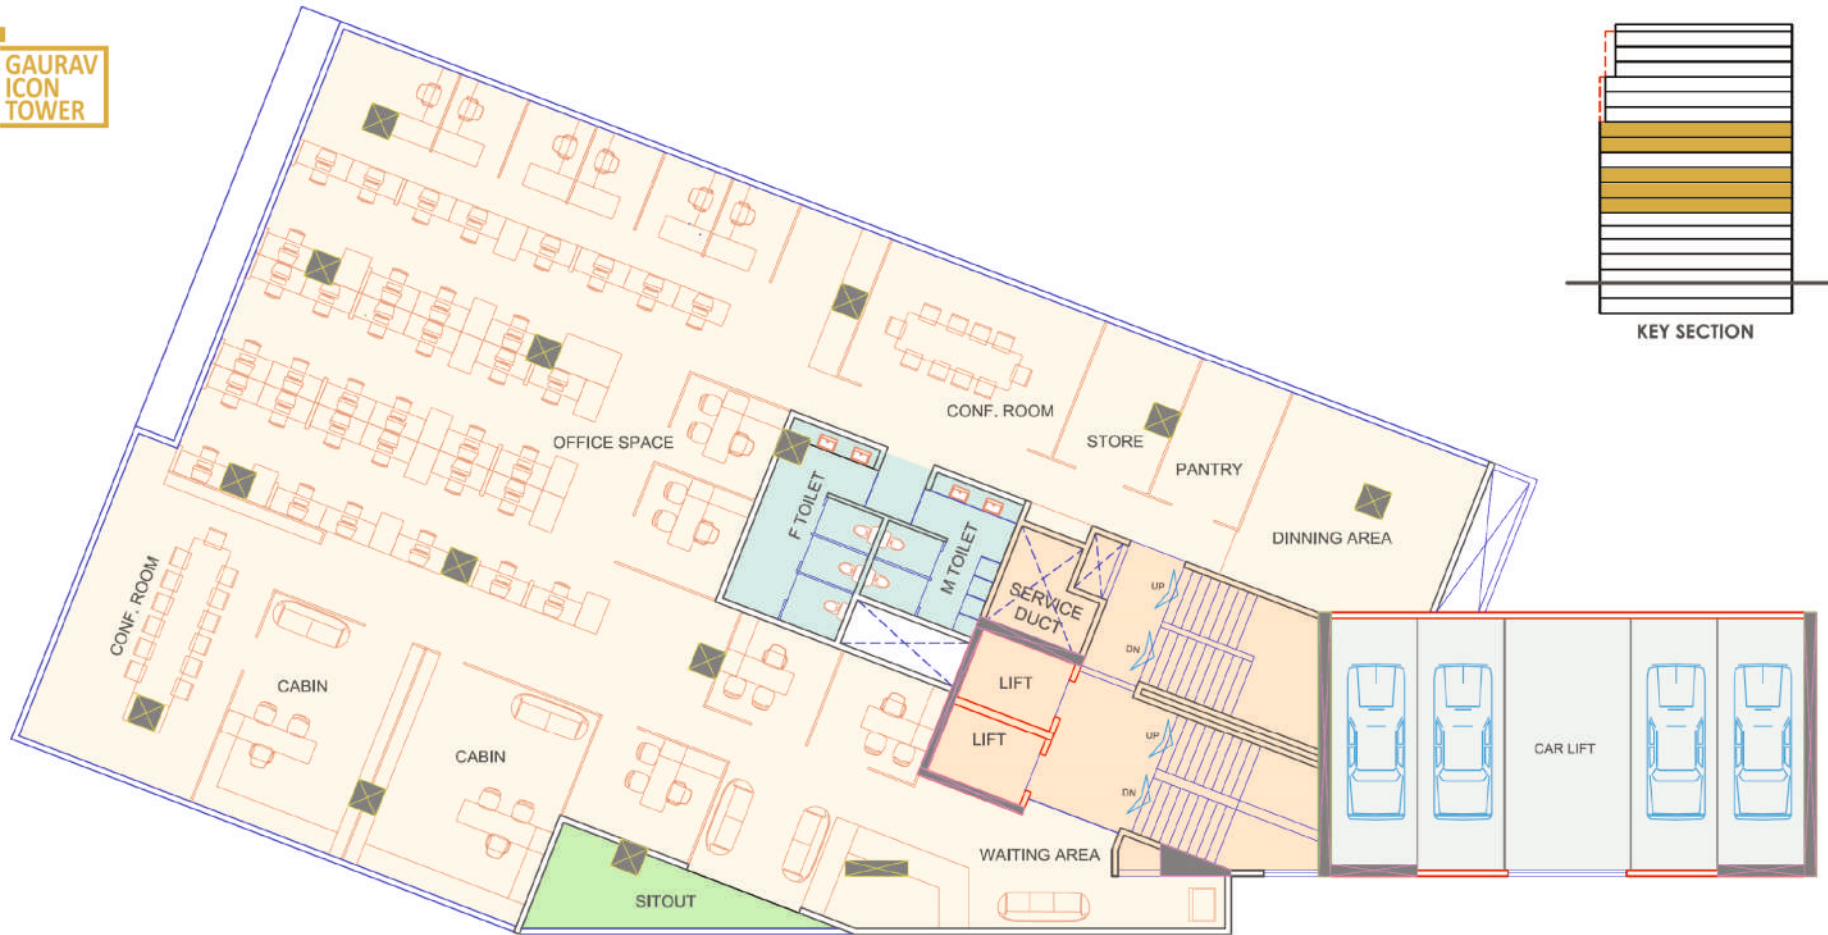 GAURAV
ICON
TOWER
KEY SECTION
CONF. ROOM
OFFICE SPACE
STORE
PANTRY
F TOILET
M TOILET
DINNING AREA
CONF. ROOM
SERVICE
DUCT
UP
DN
CABIN
LIFT
LIFT
UP
CABIN
CAR LIFT
DN
WAITING AREA
SITOUT